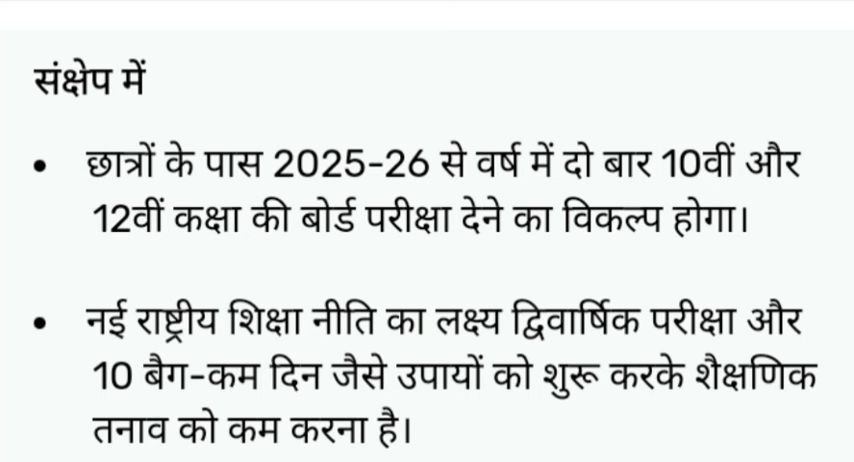 संक्षेप में
• छात्रों के पास 2025-26 से वर्ष में दो बार 10वीं और
12वीं कक्षा की बोर्ड परीक्षा देने का विकल्प होगा।
• नई राष्ट्रीय शिक्षा नीति का लक्ष्य द्विवार्षिक परीक्षा और
10 बैग-कम दिन जैसे उपायों को शुरू करके शैक्षणिक
तनाव को कम करना है।